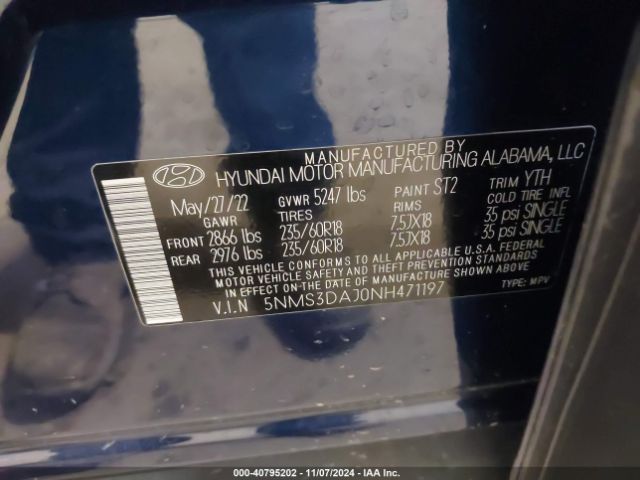 MANUFACTURED BY
HYUNDAI MOTOR MANUFACTURING ALABAMA, LLC
May/27/22 GVWR 5247 lbs PAINT ST2 TRIM YTH
GAWR TIRES RIMS COLD TIRE INFL
FRONT 2866 lbs 235/60R18 7.5JX18 35 psi SINGLE
REAR 2976 lbs 235/60R18 7.5JX18 35 psi SINGLE
THIS VEHICLE CONFORMS TO ALL APPLICABLE U.S.A. FEDERAL
MOTOR VEHICLE SAFETY AND THEFT PREVENTION STANDARDS
IN EFFECT ON THE DATE OF MANUFACTURE SHOWN ABOVE.
V.I.N 5NMS3DAJ0NH471197 TYPE: MPV
000-40795202 - 11/07/2024 - IAA Inc.